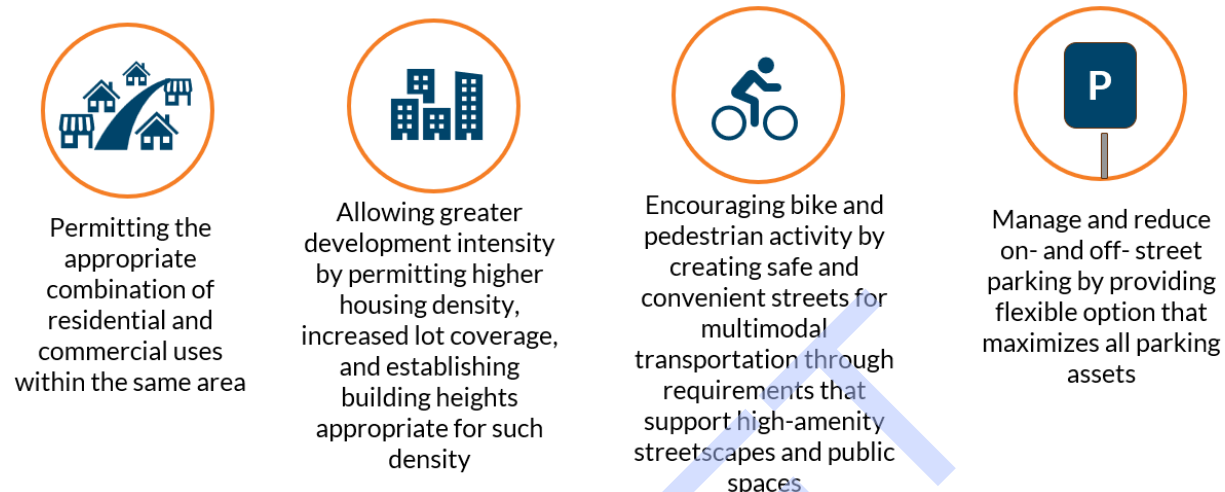 Permitting the
appropriate
combination of
residential and
commercial uses
within the same area
Allowing greater
development intensity
by permitting higher
housing density,
increased lot coverage,
and establishing
building heights
appropriate for such
density
Encouraging bike and
pedestrian activity by
creating safe and
convenient streets for
multimodal
transportation through
requirements that
support high-amenity
streetscapes and public
spaces
P
Manage and reduce
on- and off- street
parking by providing
flexible option that
maximizes all parking
assets